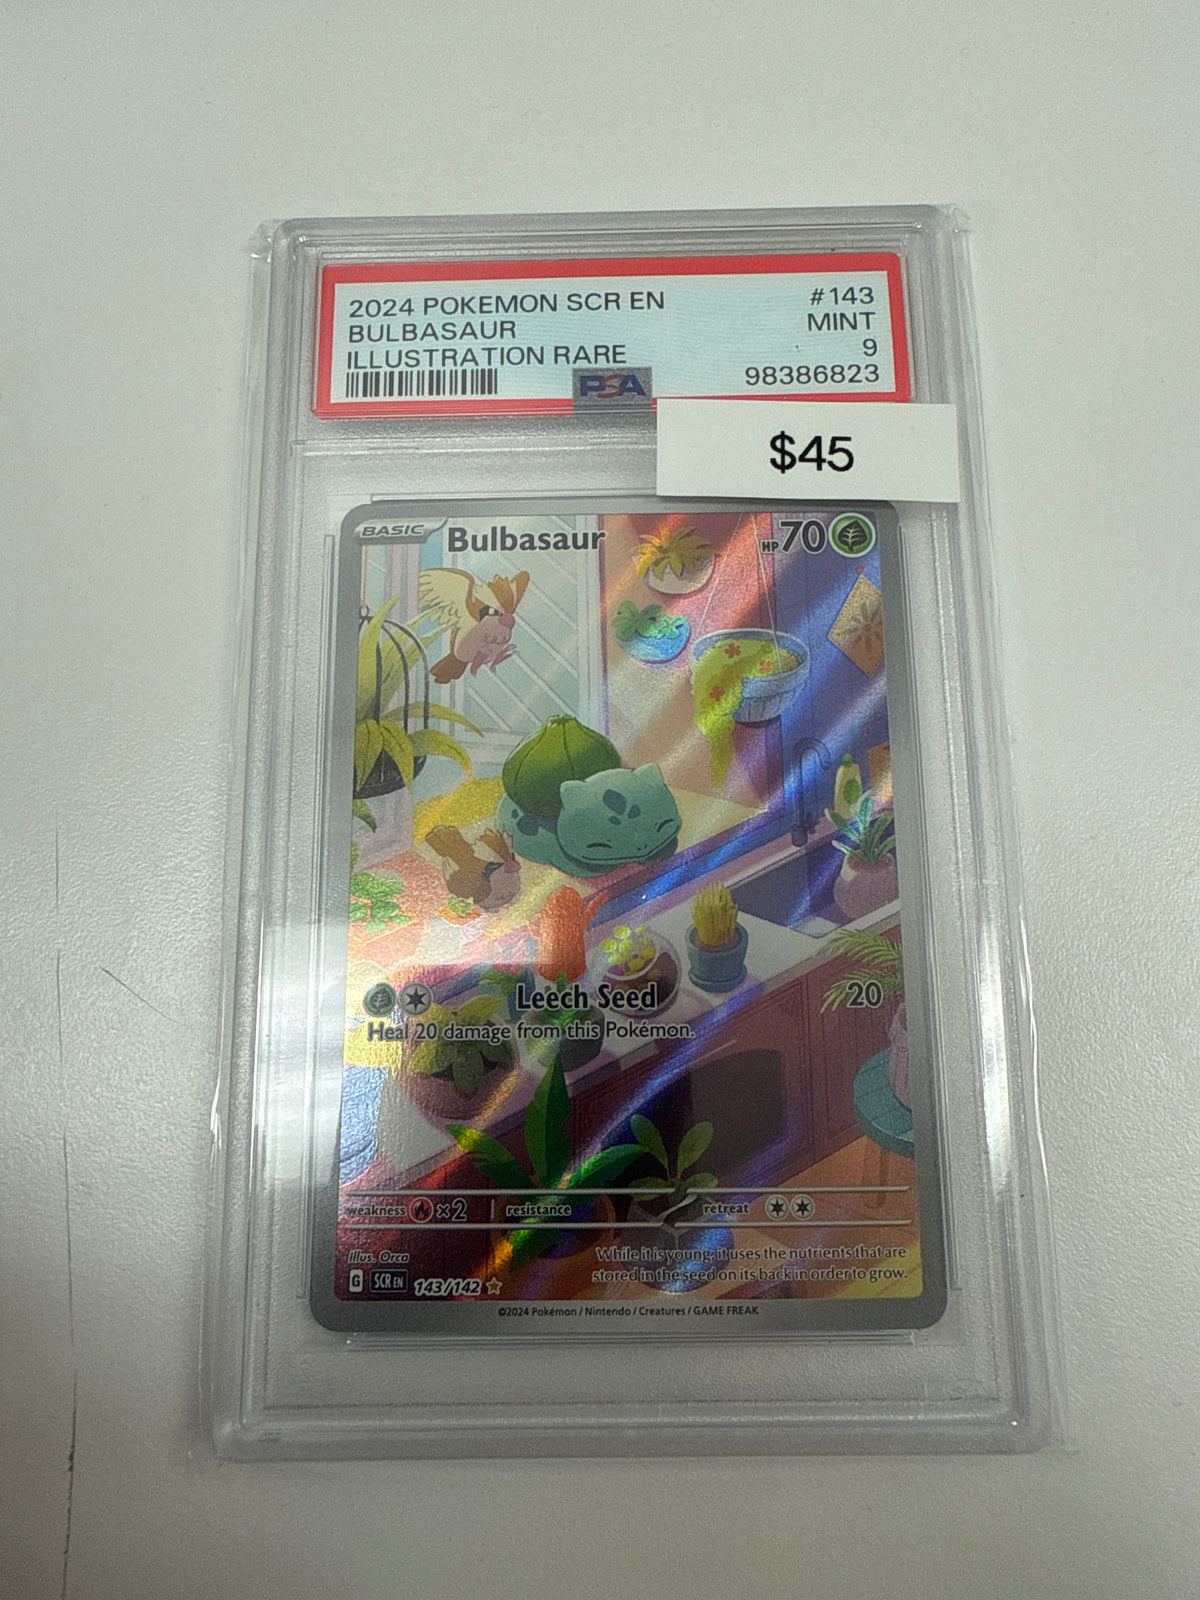 2024 POKEMON SCR EN #143
BULBASAUR MINT
ILLUSTRATION RARE 9
PSA 98386823
$45
BASIC Bulbasaur HP 70
Leech Seed 20
Heal 20 damage from this Pokémon.
weakness ×2 resistance retreat
Illus. Orca
While it is young, it uses the nutrients that are
stored in the seed on its back in order to grow.
G SCR EN 143/142
©2024 Pokémon / Nintendo / Creatures / GAME FREAK